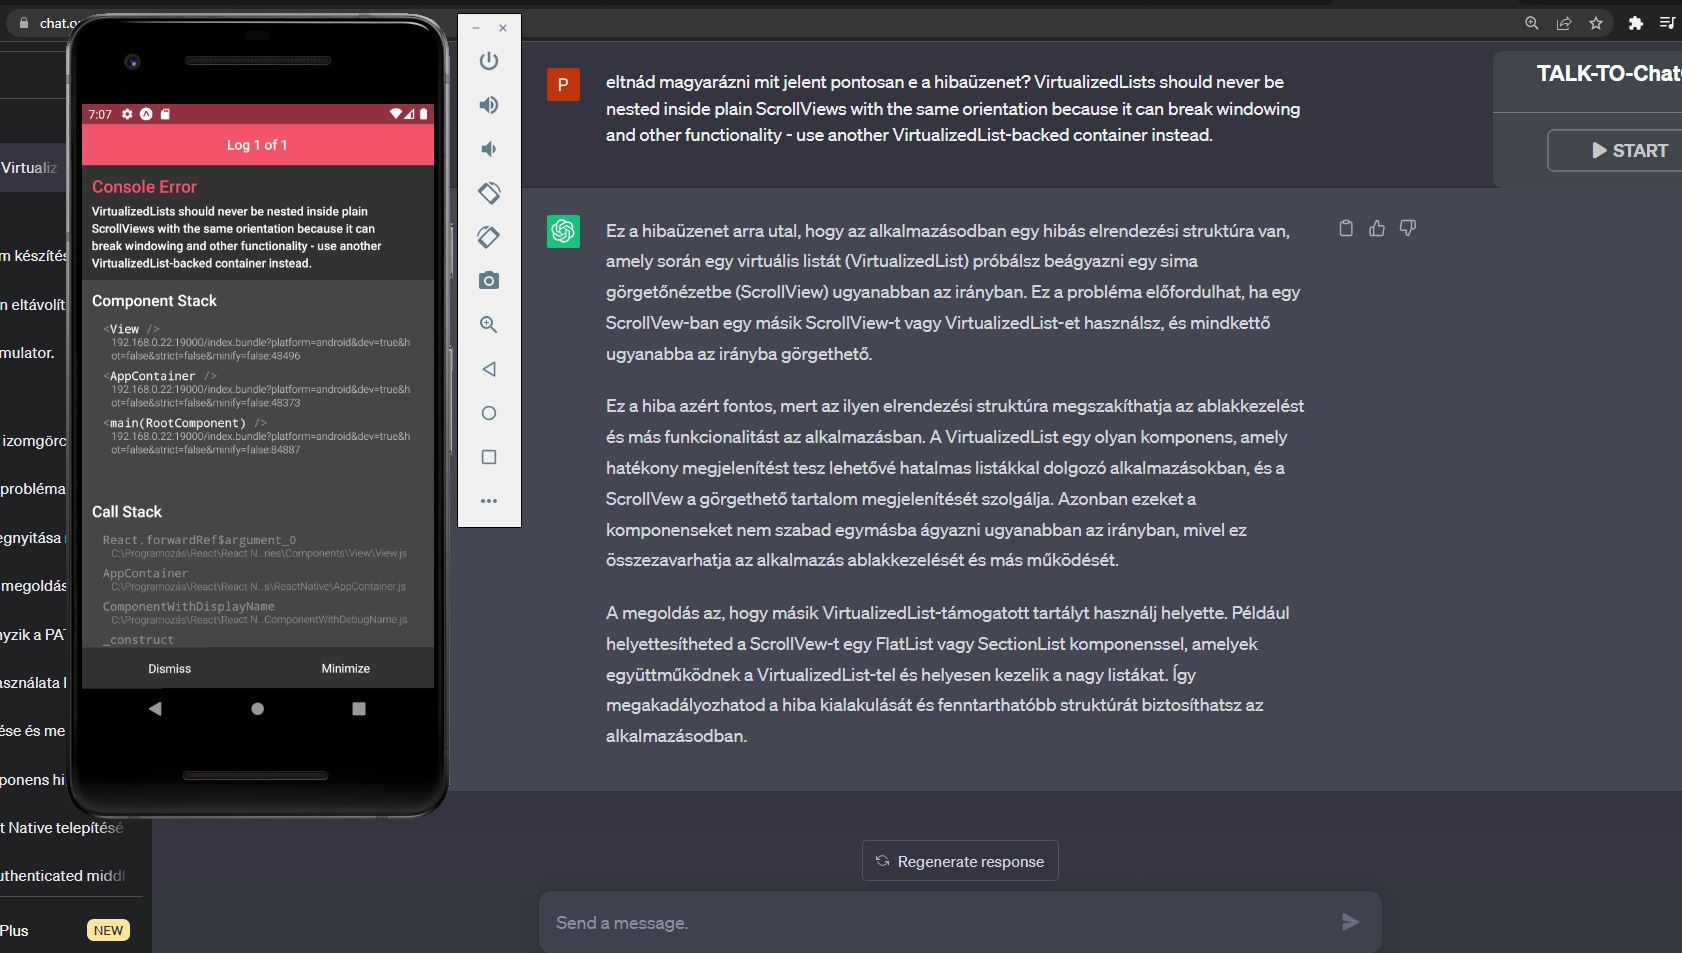 chat.o
Virtualiz
m készítés
n eltávolít
mulator.
izomgörc
probléma
egnyitása
megoldás
nyzik a PAT
asználata
ése és me
ponens hi
t Native telepítésé
uthenticated middl
Plus
NEW
7:07
Log 1 of 1
Console Error
VirtualizedLists should never be nested inside plain
ScrollViews with the same orientation because it can
break windowing and other functionality - use another
VirtualizedList-backed container instead.
Component Stack
<View />
192.168.0.22:19000/index.bundle?platform=android&dev=true&h
ot=false&strict=false&minify=false:48496
<AppContainer />
192.168.0.22:19000/index.bundle?platform=android&dev=true&h
ot=false&strict=false&minify=false:48373
<main(RootComponent) />
192.168.0.22:19000/index.bundle?platform=android&dev=true&h
ot=false&strict=false&minify=false:84887
Call Stack
React.forwardRef$argument_0
C:\Programozás\React\React N...ries\Components\View\View.js
AppContainer
C:\Programozás\React\React N...s\ReactNative\AppContainer.js
ComponentWithDisplayName
C:\Programozás\React\React N...ComponentWithDebugName.js
_construct
Dismiss
Minimize
P
eltnád magyarázni mit jelent pontosan e a hibaüzenet? VirtualizedLists should never be
nested inside plain ScrollViews with the same orientation because it can break windowing
and other functionality - use another VirtualizedList-backed container instead.
Ez a hibaüzenet arra utal, hogy az alkalmazásodban egy hibás elrendezési struktúra van,
amely során egy virtuális listát (VirtualizedList) próbálsz beágyazni egy sima
görgetőnézetbe (ScrollView) ugyanabban az irányban. Ez a probléma előfordulhat, ha egy
ScrollVew-ban egy másik ScrollView-t vagy VirtualizedList-et használsz, és mindkettő
ugyanabba az irányba görgethető.
Ez a hiba azért fontos, mert az ilyen elrendezési struktúra megszakíthatja az ablakkezelést
és más funkcionalitást az alkalmazásban. A VirtualizedList egy olyan komponens, amely
hatékony megjelenítést tesz lehetővé hatalmas listákkal dolgozó alkalmazásokban, és a
ScrollVew a görgethető tartalom megjelenítését szolgálja. Azonban ezeket a
komponenseket nem szabad egymásba ágyazni ugyanabban az irányban, mivel ez
összezavarhatja az alkalmazás ablakkezelését és más működését.
A megoldás az, hogy másik VirtualizedList-támogatott tartályt használj helyette. Például
helyettesítheted a ScrollVew-t egy FlatList vagy SectionList komponenssel, amelyek
együttműködnek a VirtualizedList-tel és helyesen kezelik a nagy listákat. Így
megakadályozhatod a hiba kialakulását és fenntarthatóbb struktúrát biztosíthatsz az
alkalmazásodban.
Regenerate response
Send a message.
TALK-TO-Chat
START